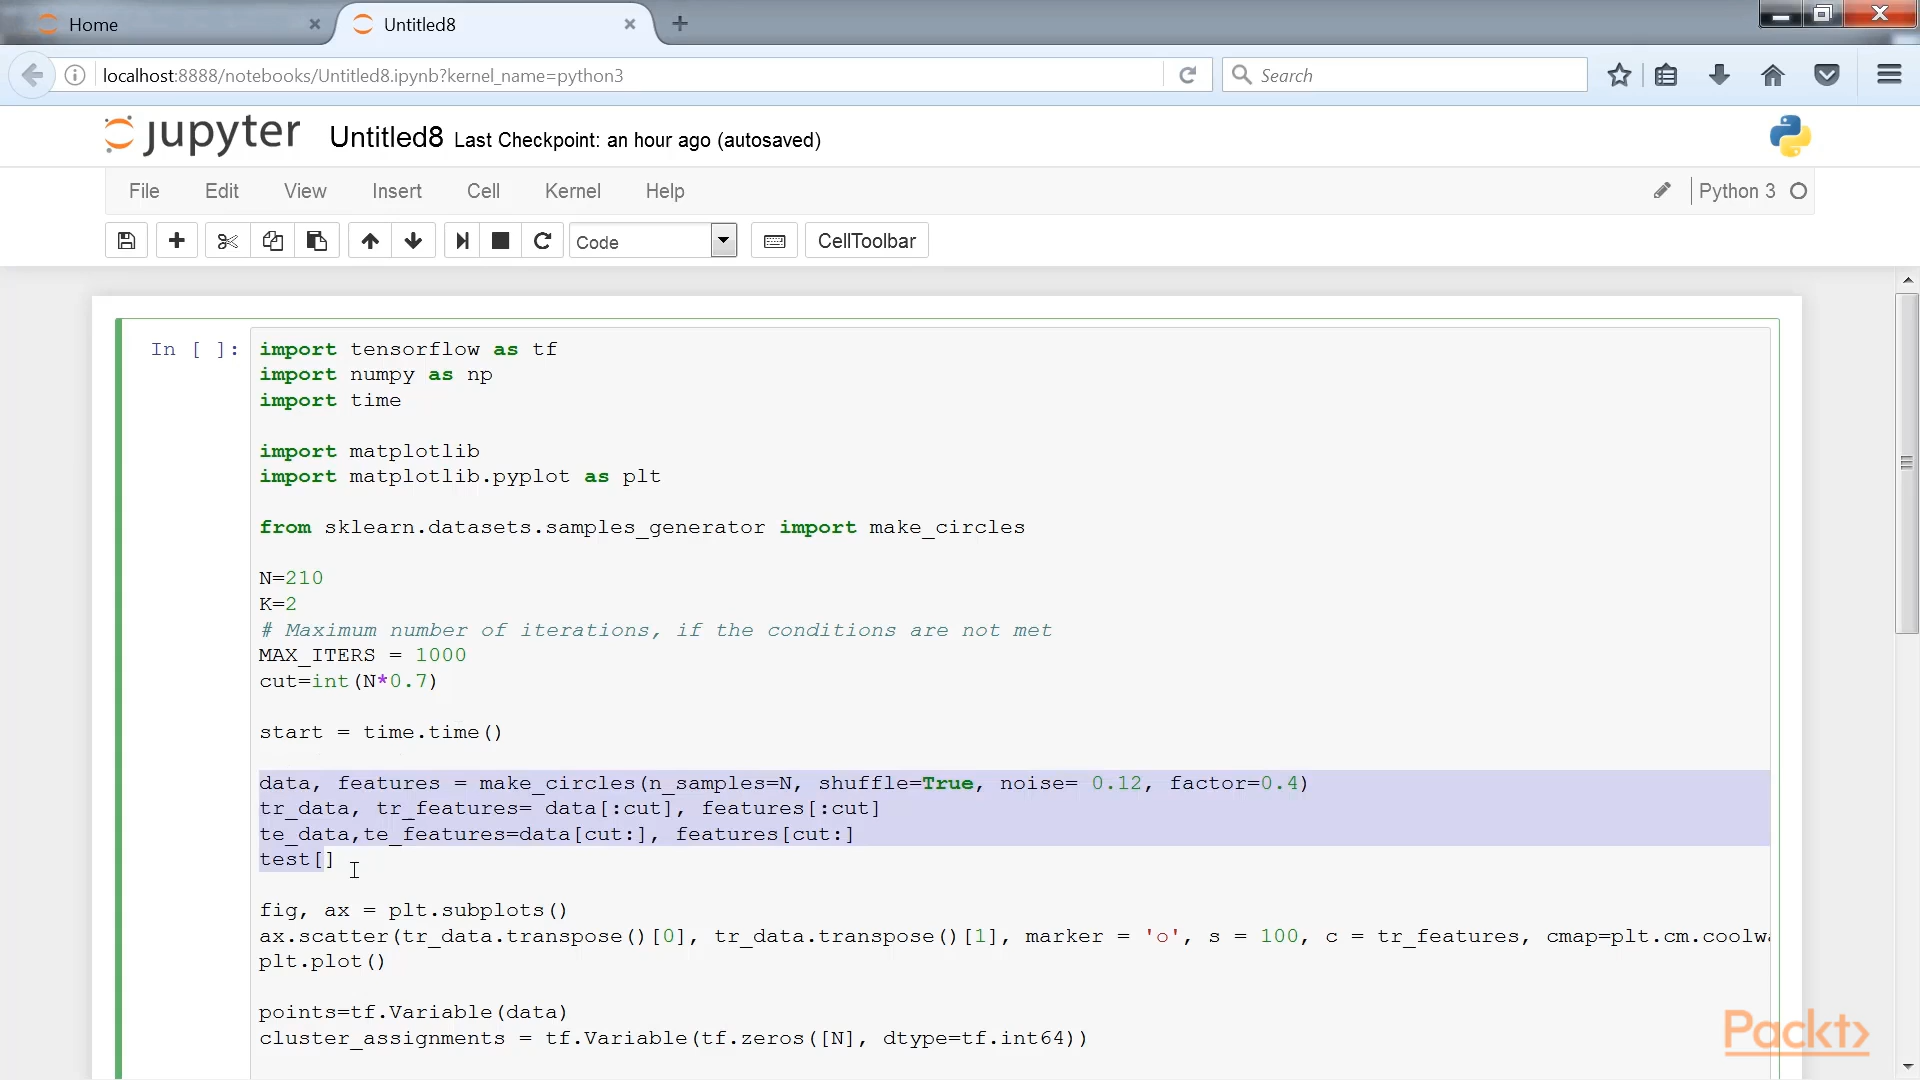 Home
Untitled8
localhost:8888/notebooks/Untitled8.ipynb?kernel_name=python3
Search
jupyter Untitled8 Last Checkpoint: an hour ago (autosaved)
File Edit View Insert Cell Kernel Help
Python 3
Code
CellToolbar
In [ ]:
import tensorflow as tf
import numpy as np
import time
import matplotlib
import matplotlib.pyplot as plt
from sklearn.datasets.samples_generator import make_circles
N=210
K=2
# Maximum number of iterations, if the conditions are not met
MAX_ITERS = 1000
cut=int(N*0.7)
start = time.time()
data, features = make_circles(n_samples=N, shuffle=True, noise= 0.12, factor=0.4)
tr_data, tr_features= data[:cut], features[:cut]
te_data,te_features=data[cut:], features[cut:]
test[]
fig, ax = plt.subplots()
ax.scatter(tr_data.transpose()[0], tr_data.transpose()[1], marker = 'o', s = 100, c = tr_features, cmap=plt.cm.coolwa
plt.plot()
points=tf.Variable(data)
cluster_assignments = tf.Variable(tf.zeros([N], dtype=tf.int64))
Packt>